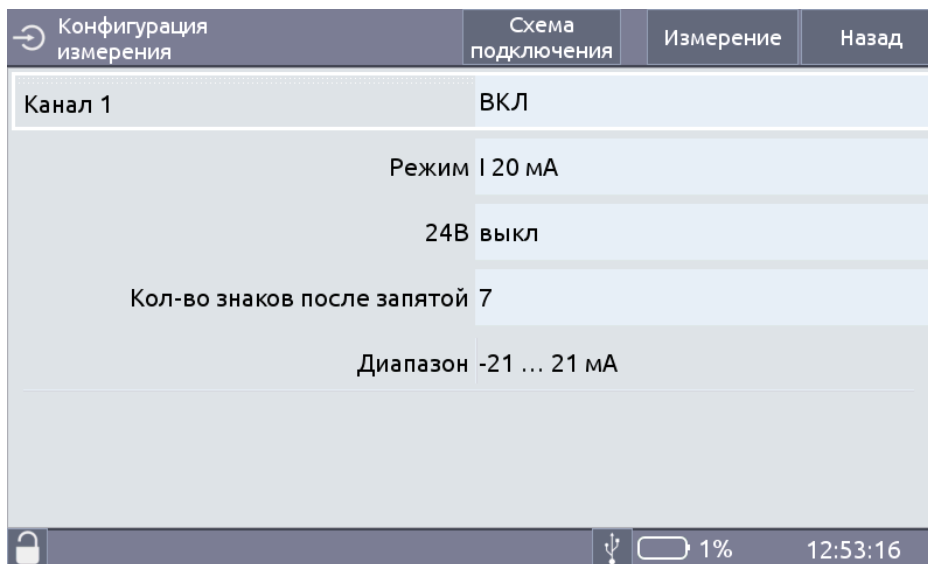 Конфигурация
измерения
Схема
подключения
Измерение
Назад
Канал 1 ВКЛ
Режим I 20 мА
24В выкл
Кол-во знаков после запятой 7
Диапазон -21 ... 21 мА
1% 12:53:16